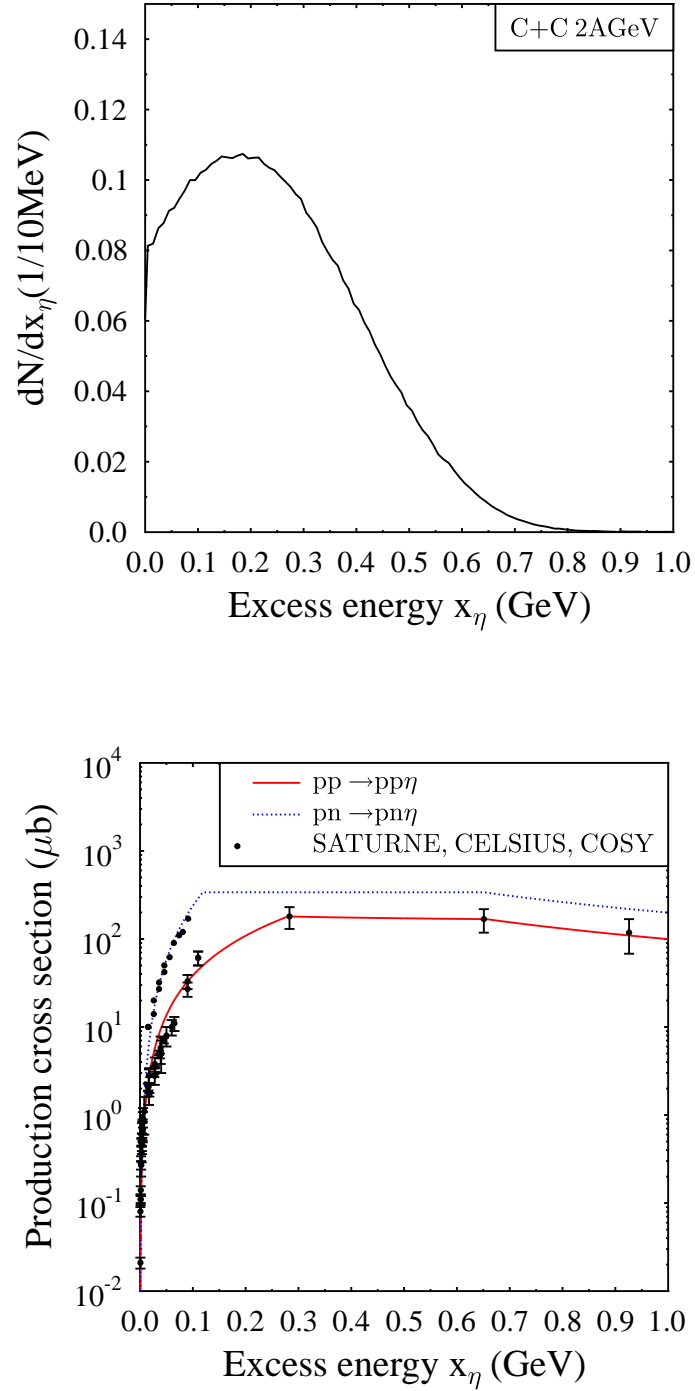 C+C 2AGeV
0.14
0.12
0.1
0.08
0.06
0.04
0.02
0.0
dN/dxη(1/10MeV)
0.0 0.1 0.2 0.3 0.4 0.5 0.6 0.7 0.8 0.9 1.0
Excess energy xη (GeV)
pp →ppη
pn →pnη
SATURNE, CELSIUS, COSY
10^4
10^3
10^2
10^1
10^0
10^-1
10^-2
Production cross section (μb)
0.0 0.1 0.2 0.3 0.4 0.5 0.6 0.7 0.8 0.9 1.0
Excess energy xη (GeV)